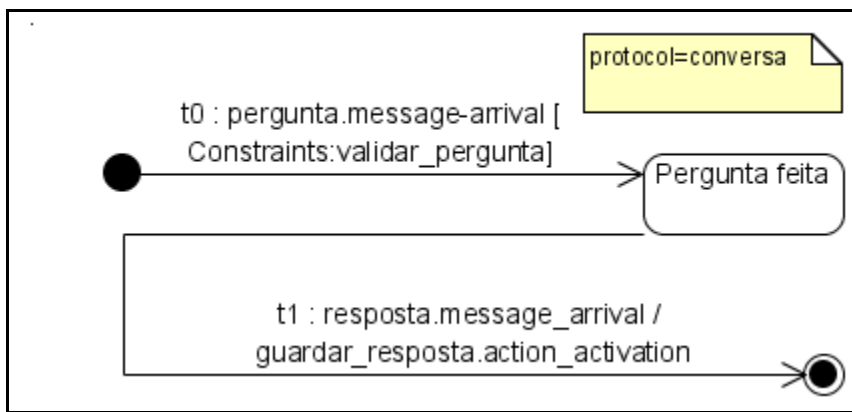 protocol=conversa
t0 : pergunta.message-arrival [
Constraints:validar_pergunta]
Pergunta feita
t1 : resposta.message_arrival /
guardar_resposta.action_activation